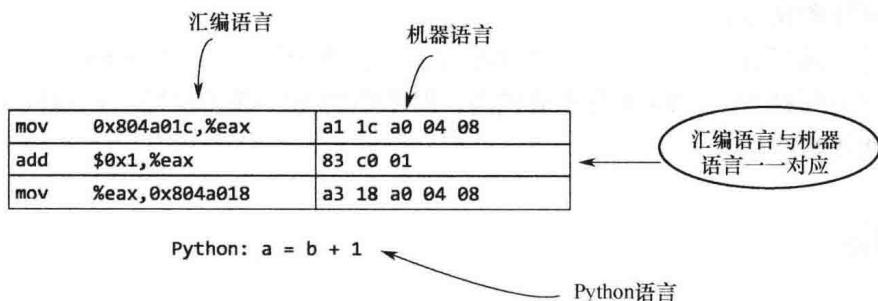 汇编语言
机器语言
mov 0x804a01c,%eax a1 1c a0 04 08
add $0x1,%eax 83 c0 01
mov %eax,0x804a018 a3 18 a0 04 08
汇编语言与机器
语言一一对应
Python: a = b + 1
Python语言